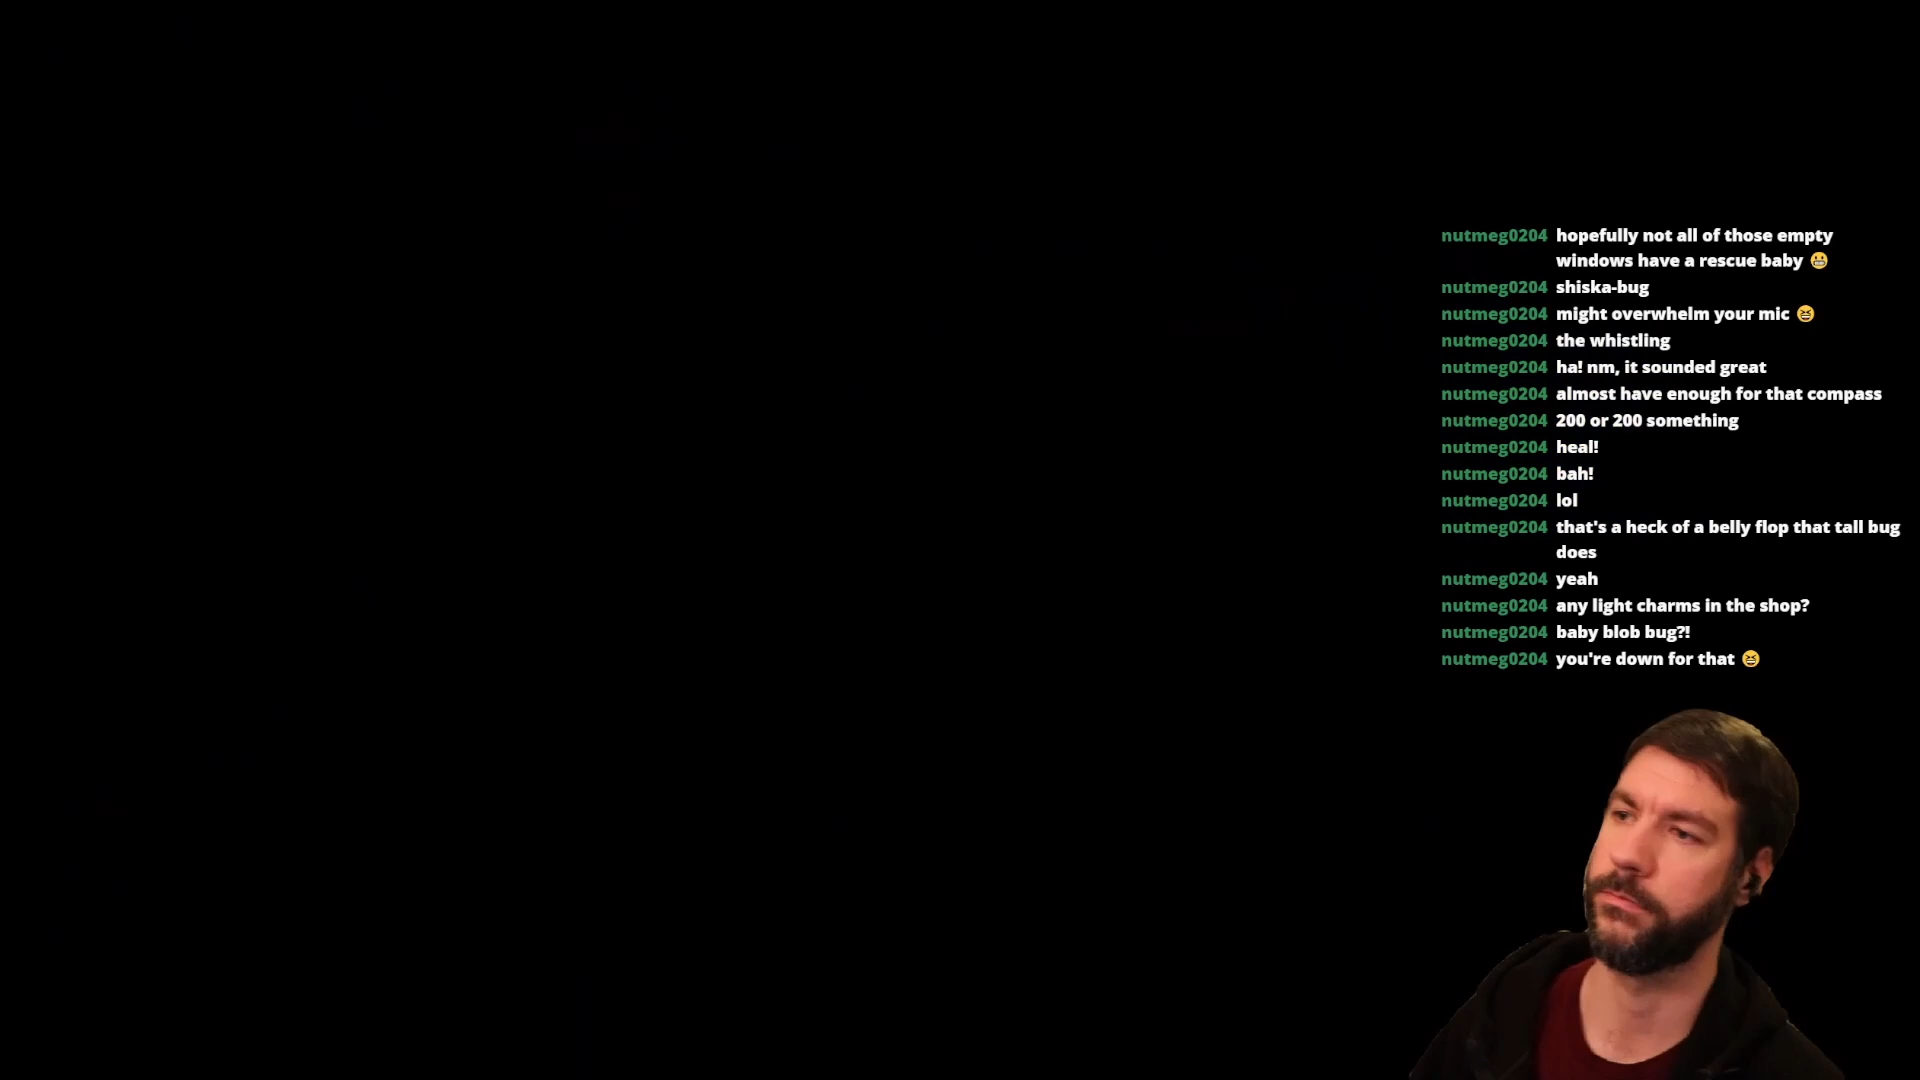 nutmeg0204 hopefully not all of those empty
windows have a rescue baby 😬
nutmeg0204 shiska-bug
nutmeg0204 might overwhelm your mic 😆
nutmeg0204 the whistling
nutmeg0204 ha! nm, it sounded great
nutmeg0204 almost have enough for that compass
nutmeg0204 200 or 200 something
nutmeg0204 heal!
nutmeg0204 bah!
nutmeg0204 lol
nutmeg0204 that's a heck of a belly flop that tall bug
does
nutmeg0204 yeah
nutmeg0204 any light charms in the shop?
nutmeg0204 baby blob bug?!
nutmeg0204 you're down for that 😆